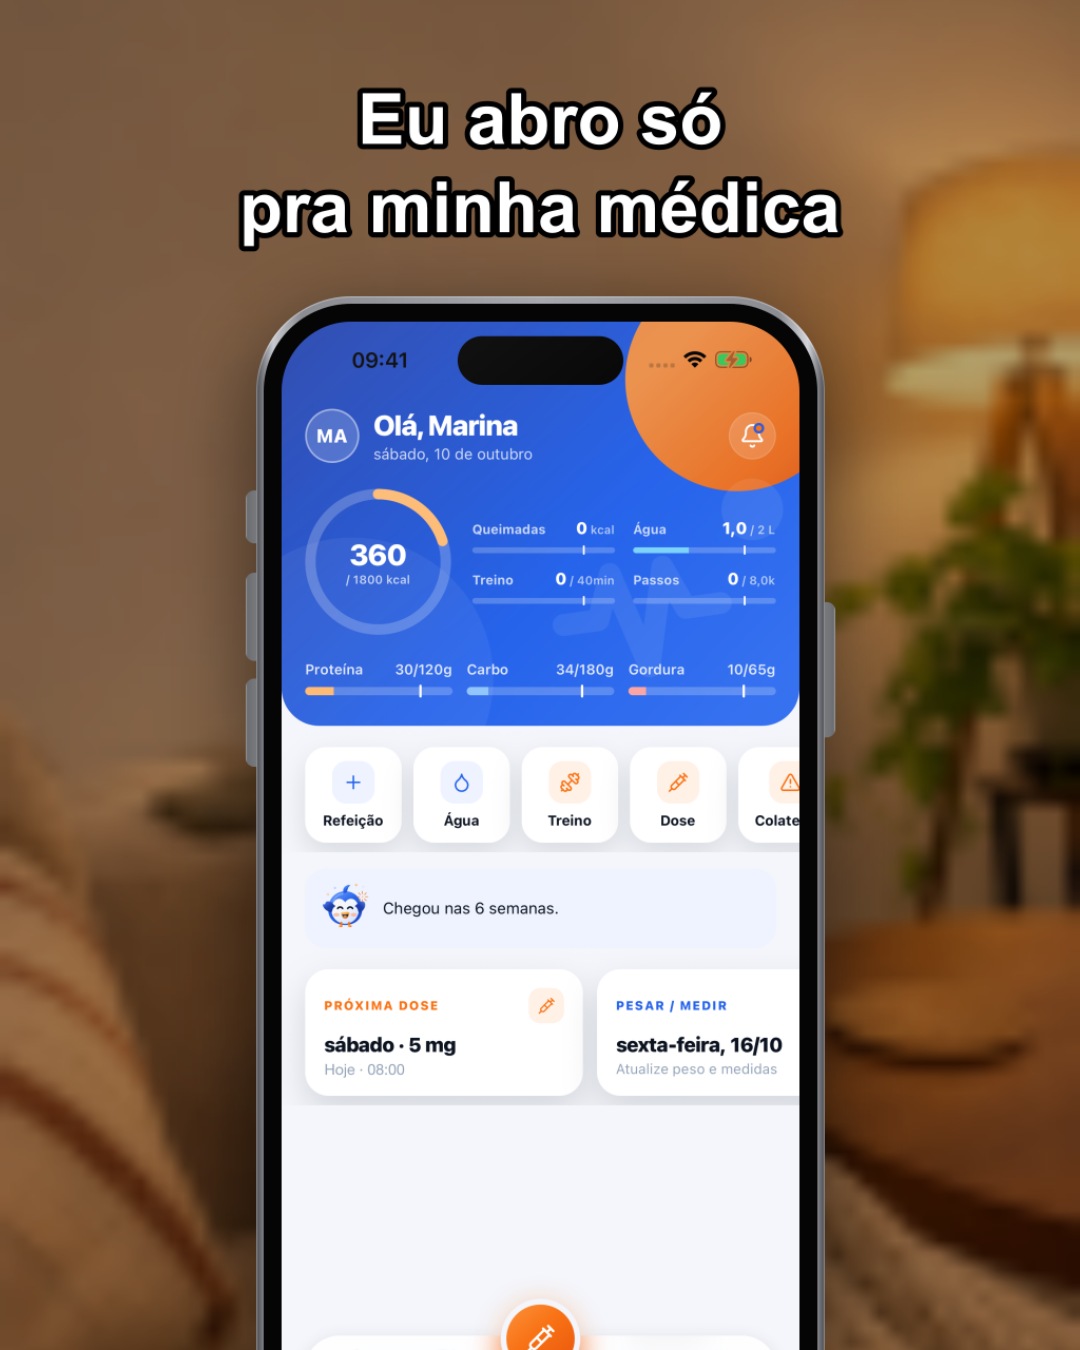 Eu abro só
pra minha médica
09:41
MA
Olá, Marina
sábado, 10 de outubro
360
/ 1800 kcal
Queimadas 0 kcal
Água 1,0 / 2 L
Treino 0 / 40min
Passos 0 / 8,0k
Proteína 30/120g
Carbo 34/180g
Gordura 10/65g
Refeição
Água
Treino
Dose
Colate
Chegou nas 6 semanas.
PRÓXIMA DOSE
sábado · 5 mg
Hoje · 08:00
PESAR / MEDIR
sexta-feira, 16/10
Atualize peso e medidas